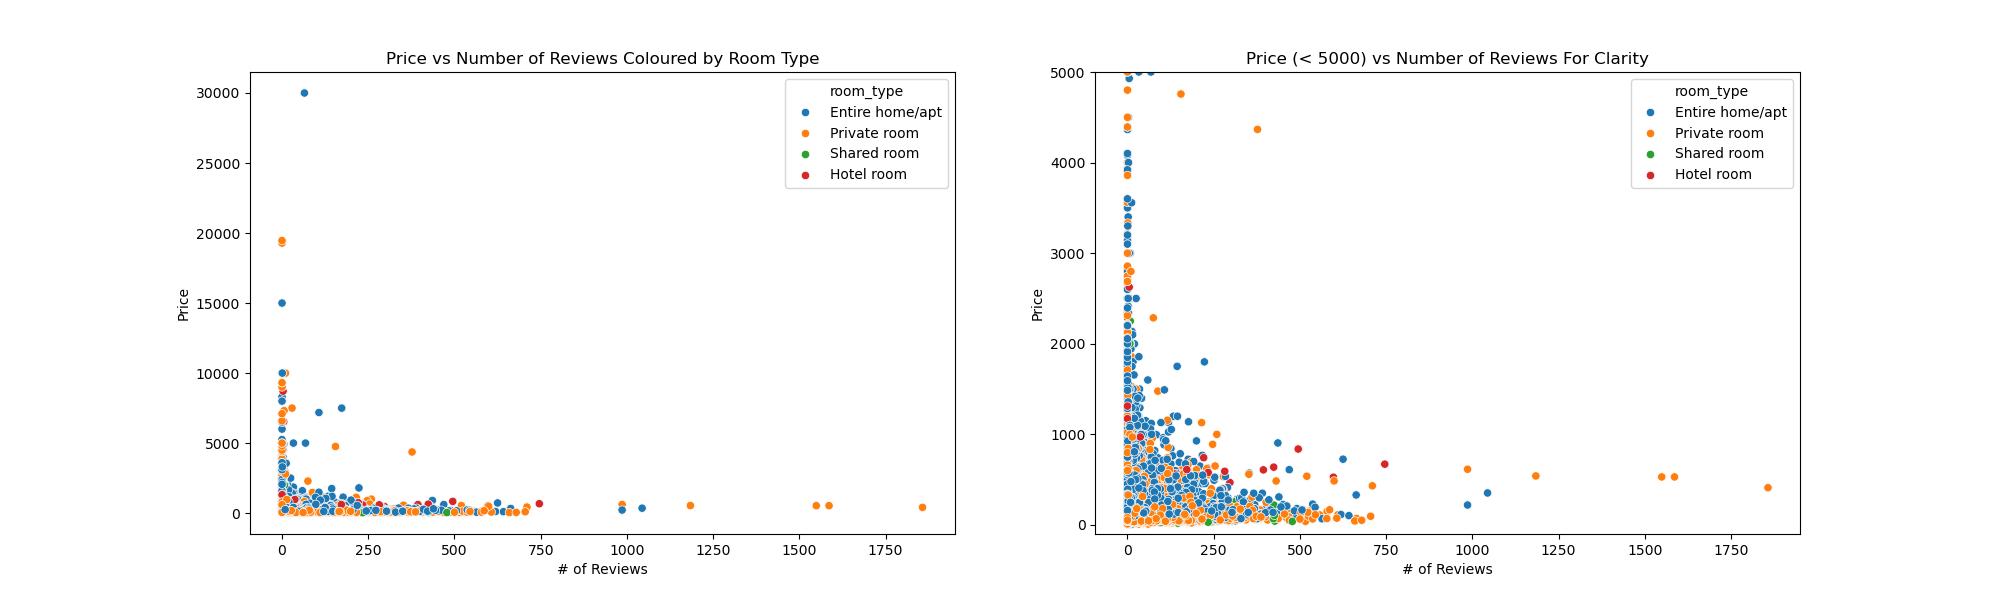 Price vs Number of Reviews Coloured by Room Type
30000
25000
20000
15000
10000
5000
0
Price
0 250 500 750 1000 1250 1500 1750
# of Reviews
room_type
Entire home/apt
Private room
Shared room
Hotel room
Price (< 5000) vs Number of Reviews For Clarity
5000
4000
3000
2000
1000
0
Price
0 250 500 750 1000 1250 1500 1750
# of Reviews
room_type
Entire home/apt
Private room
Shared room
Hotel room